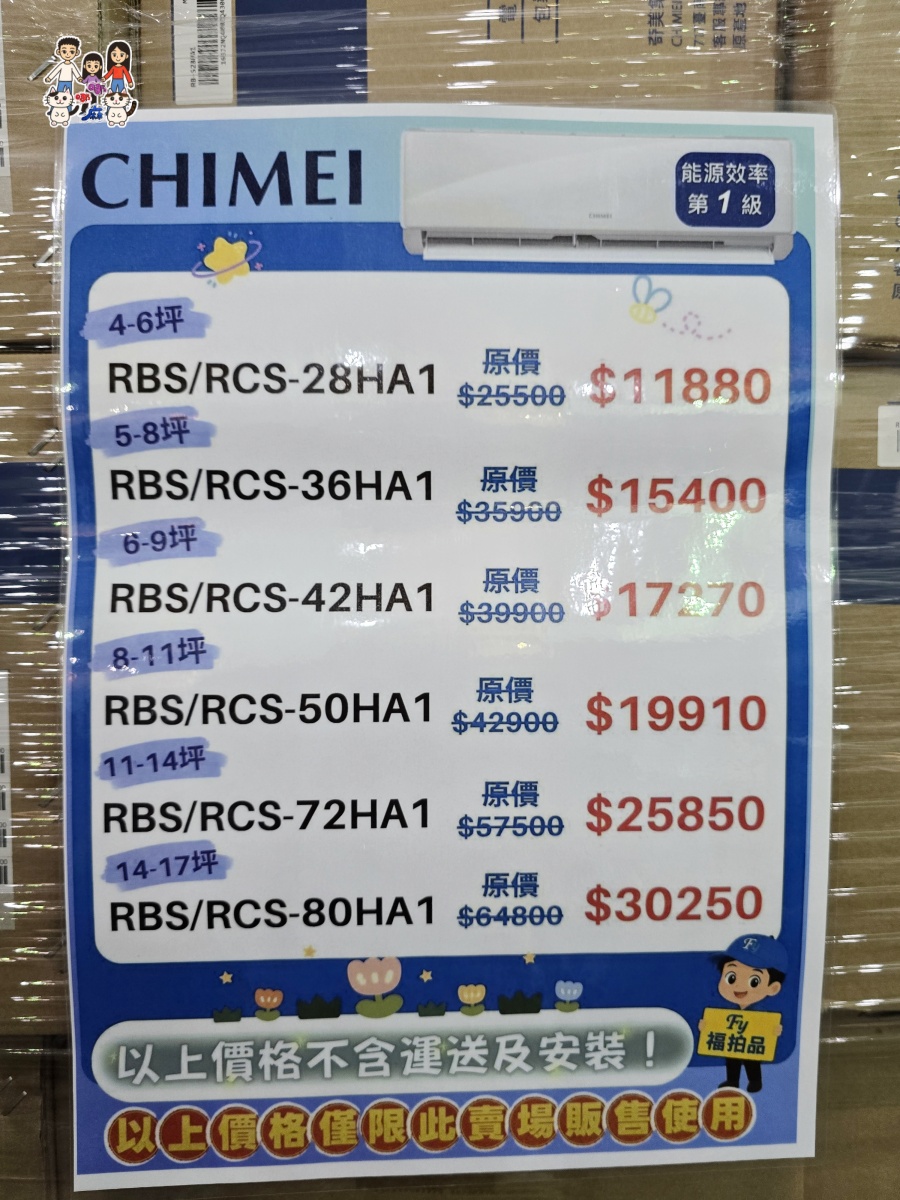 CHIMEI
能源效率
第1級
4-6坪
RBS/RCS-28HA1 原價 $25500 $11880
5-8坪
RBS/RCS-36HA1 原價 $35900 $15400
6-9坪
RBS/RCS-42HA1 原價 $39900 $17270
8-11坪
RBS/RCS-50HA1 原價 $42900 $19910
11-14坪
RBS/RCS-72HA1 原價 $57500 $25850
14-17坪
RBS/RCS-80HA1 原價 $64800 $30250
Fy
福拍品
以上價格不含運送及安裝！
以上價格僅限此賣場販售使用